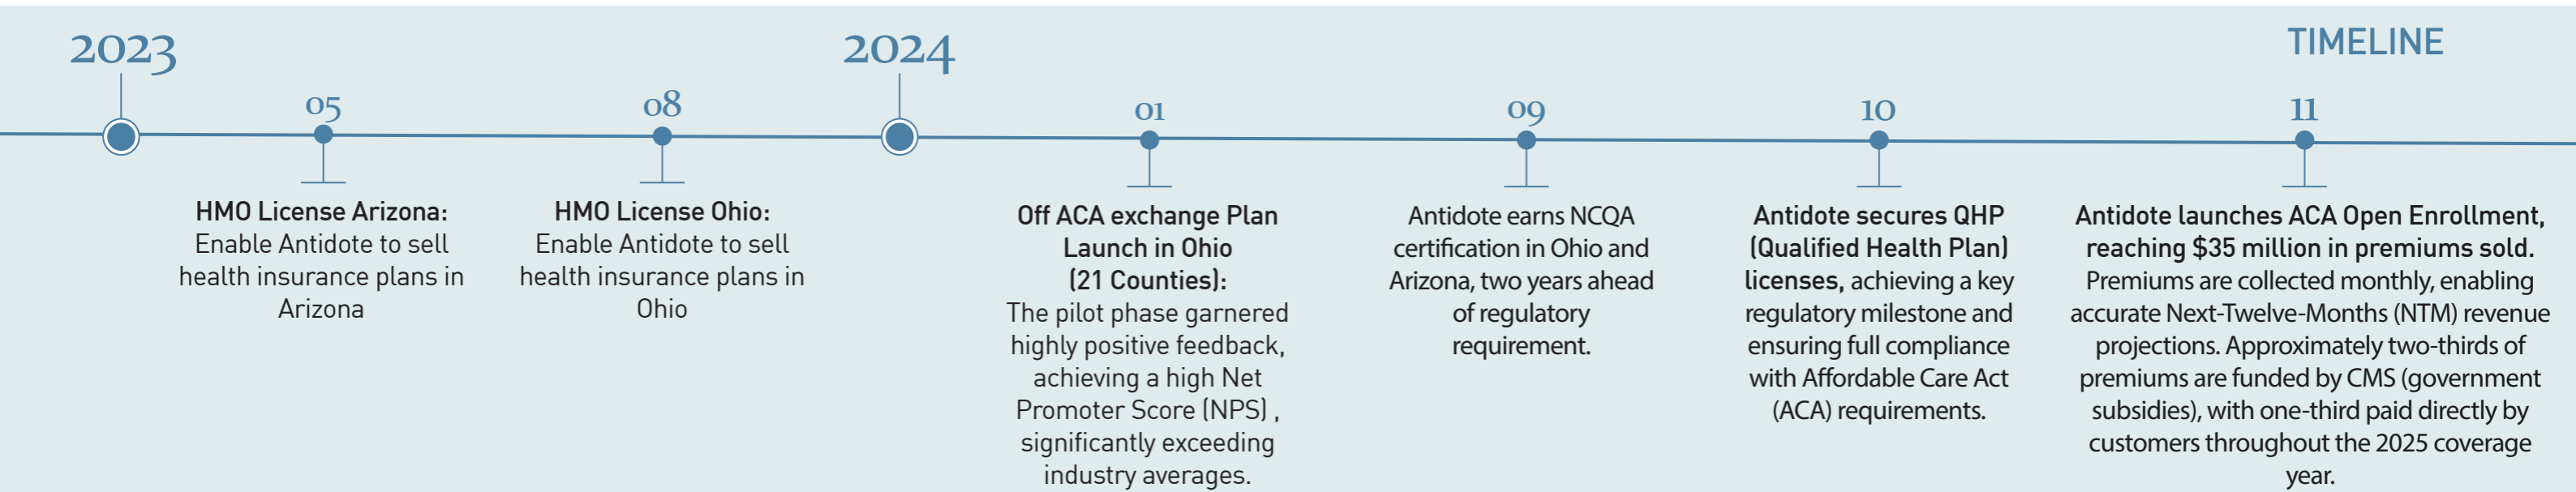 TIMELINE
2023
05
HMO License Arizona:
Enable Antidote to sell
health insurance plans in
Arizona
08
HMO License Ohio:
Enable Antidote to sell
health insurance plans in
Ohio
2024
01
Off ACA exchange Plan
Launch in Ohio
(21 Counties):
The pilot phase garnered
highly positive feedback,
achieving a high Net
Promoter Score (NPS) ,
significantly exceeding
industry averages.
09
Antidote earns NCQA
certification in Ohio and
Arizona, two years ahead
of regulatory
requirement.
10
Antidote secures QHP
(Qualified Health Plan)
licenses, achieving a key
regulatory milestone and
ensuring full compliance
with Affordable Care Act
(ACA) requirements.
11
Antidote launches ACA Open Enrollment,
reaching $35 million in premiums sold.
Premiums are collected monthly, enabling
accurate Next-Twelve-Months (NTM) revenue
projections. Approximately two-thirds of
premiums are funded by CMS (government
subsidies), with one-third paid directly by
customers throughout the 2025 coverage
year.